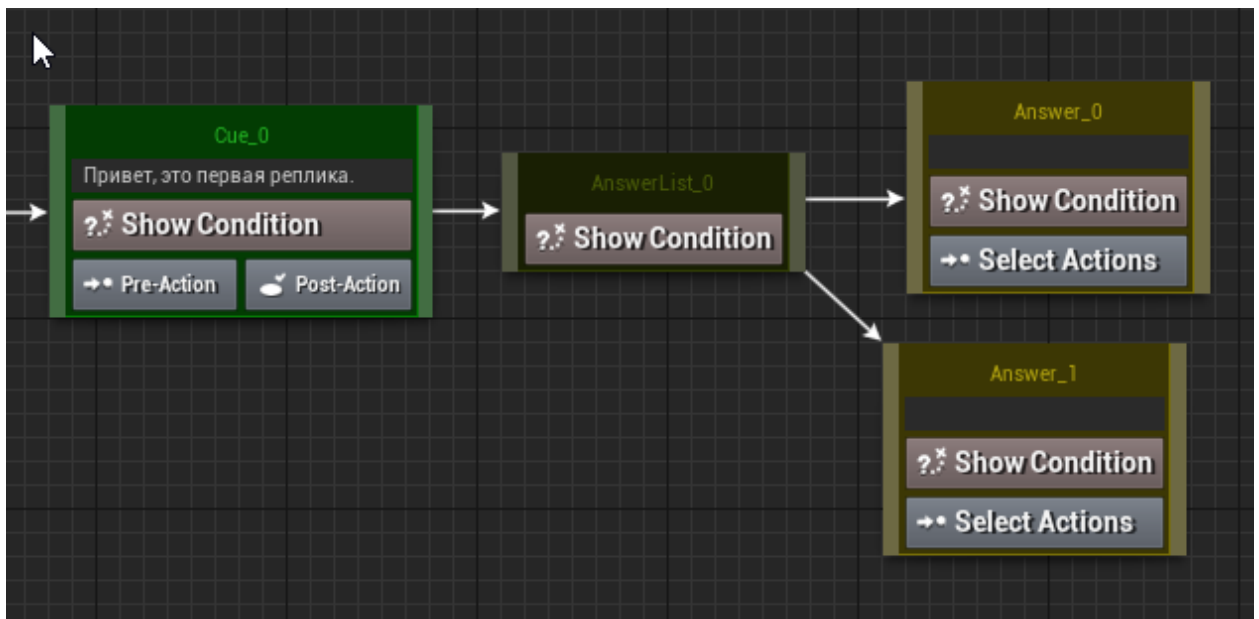 Cue_0
Привет, это первая реплика.
Show Condition
Pre-Action
Post-Action
AnswerList_0
Show Condition
Answer_0
Show Condition
Select Actions
Answer_1
Show Condition
Select Actions